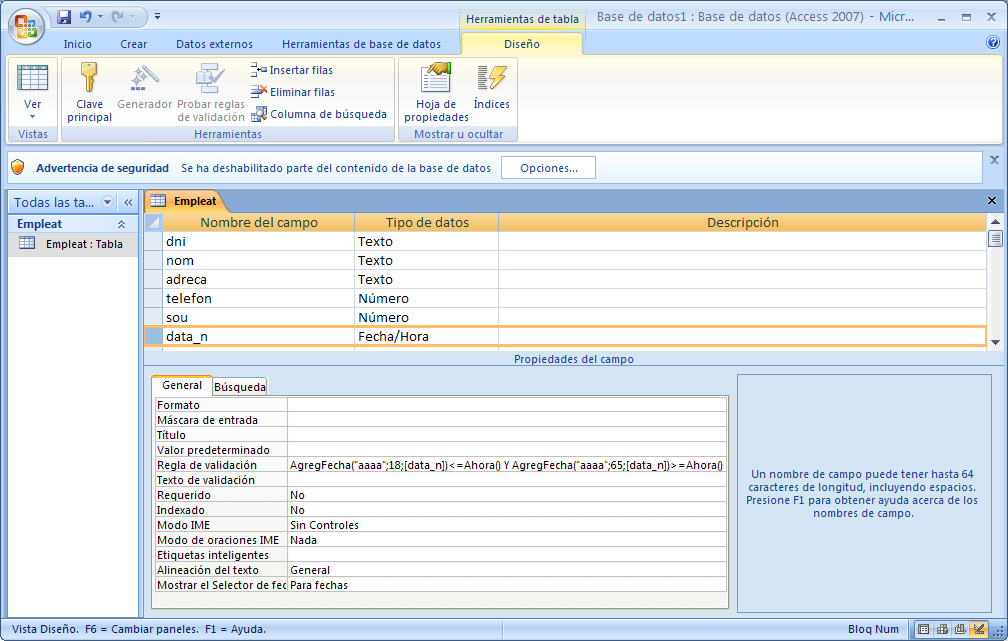 Herramientas de tabla
Base de datos1 : Base de datos (Access 2007) - Micr...
Inicio
Crear
Datos externos
Herramientas de base de datos
Diseño
Ver
Clave principal
Generador
Probar reglas de validación
Insertar filas
Eliminar filas
Columna de búsqueda
Hoja de propiedades
Índices
Vistas
Herramientas
Mostrar u ocultar
Advertencia de seguridad
Se ha deshabilitado parte del contenido de la base de datos
Opciones...
Todas las ta... «
Empleat
Empleat : Tabla
Empleat
Nombre del campo Tipo de datos Descripción
dni Texto
nom Texto
adreca Texto
telefon Número
sou Número
data_n Fecha/Hora
Propiedades del campo
General Búsqueda
Formato
Máscara de entrada
Título
Valor predeterminado
Regla de validación AgregFecha("aaaa";18;[data_n])<=Ahora() Y AgregFecha("aaaa";65;[data_n])>=Ahora()
Texto de validación
Requerido No
Indexado No
Modo IME Sin Controles
Modo de oraciones IME Nada
Etiquetas inteligentes
Alineación del texto General
Mostrar el Selector de fec Para fechas
Un nombre de campo puede tener hasta 64
caracteres de longitud, incluyendo espacios.
Presione F1 para obtener ayuda acerca de los
nombres de campo.
Vista Diseño. F6 = Cambiar paneles. F1 = Ayuda.
Bloq Num